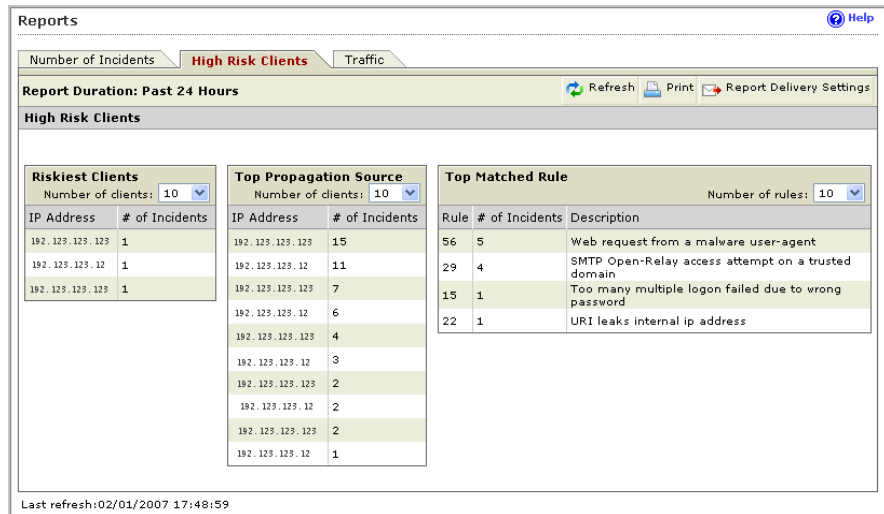 Reports
Help
Number of Incidents
High Risk Clients
Traffic
Report Duration: Past 24 Hours
Refresh
Print
Report Delivery Settings
High Risk Clients
Riskiest Clients
Number of clients: 10
IP Address # of Incidents
192.123.123.123 1
192.123.123.12 1
192.123.123.123 1
Top Propagation Source
Number of clients: 10
IP Address # of Incidents
192.123.123.123 15
192.123.123.12 11
192.123.123.123 7
192.123.123.12 6
192.123.123.123 4
192.123.123.12 3
192.123.123.123 2
192.123.123.12 2
192.123.123.123 2
192.123.123.12 1
Top Matched Rule
Number of rules: 10
Rule # of Incidents Description
56 5 Web request from a malware user-agent
29 4 SMTP Open-Relay access attempt on a trusted
domain
15 1 Too many multiple logon failed due to wrong
password
22 1 URI leaks internal ip address
Last refresh:02/01/2007 17:48:59